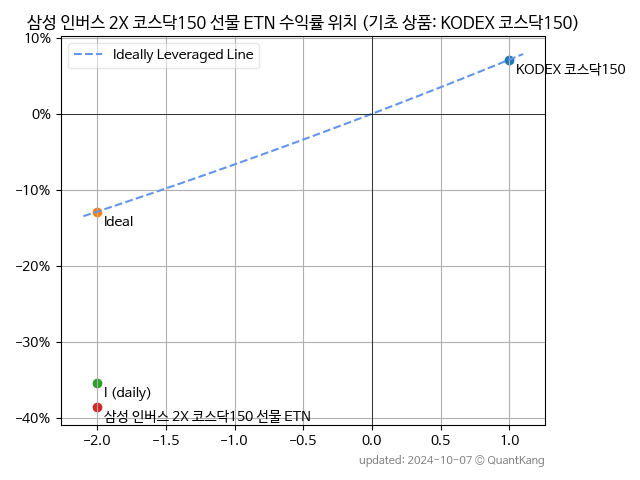 삼성 인버스 2X 코스닥150 선물 ETN 수익률 위치 (기초 상품: KODEX 코스닥150)
10%
Ideally Leveraged Line
KODEX 코스닥150
0%
−10%
Ideal
−20%
−30%
I (daily)
삼성 인버스 2X 코스닥150 선물 ETN
−40%
−2.0 −1.5 −1.0 −0.5 0.0 0.5 1.0
updated: 2024-10-07 © QuantKang